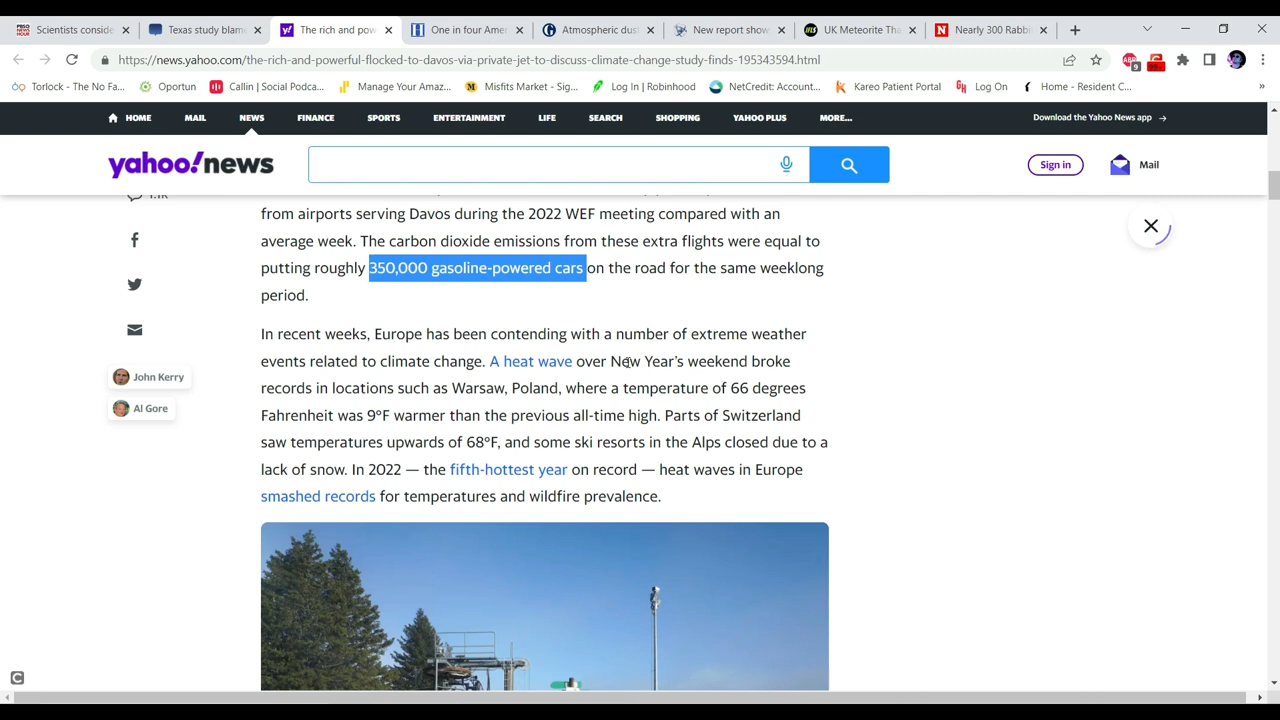 Scientists conside
Texas study blam
The rich and pow
One in four Ame
Atmospheric dus
New report show
UK Meteorite Tha
Nearly 300 Rabbi
https://news.yahoo.com/the-rich-and-powerful-flocked-to-davos-via-private-jet-to-discuss-climate-change-study-finds-195343594.html
9
99+
Torlock - The No Fa...
Oportun
Callin | Social Podca...
Manage Your Amaz...
Misfits Market - Sig...
Log In | Robinhood
NetCredit: Account...
Kareo Patient Portal
Log On
Home - Resident C...
»
HOME
MAIL
NEWS
FINANCE
SPORTS
ENTERTAINMENT
LIFE
SEARCH
SHOPPING
YAHOO PLUS
MORE...
Download the Yahoo News app →
yahoo!news
Sign in
Mail
1.1K
from airports serving Davos during the 2022 WEF meeting compared with an
average week. The carbon dioxide emissions from these extra flights were equal to
putting roughly 350,000 gasoline-powered cars on the road for the same weeklong
period.
In recent weeks, Europe has been contending with a number of extreme weather
events related to climate change. A heat wave over New Year's weekend broke
records in locations such as Warsaw, Poland, where a temperature of 66 degrees
Fahrenheit was 9°F warmer than the previous all-time high. Parts of Switzerland
saw temperatures upwards of 68°F, and some ski resorts in the Alps closed due to a
lack of snow. In 2022 — the fifth-hottest year on record — heat waves in Europe
smashed records for temperatures and wildfire prevalence.
John Kerry
Al Gore